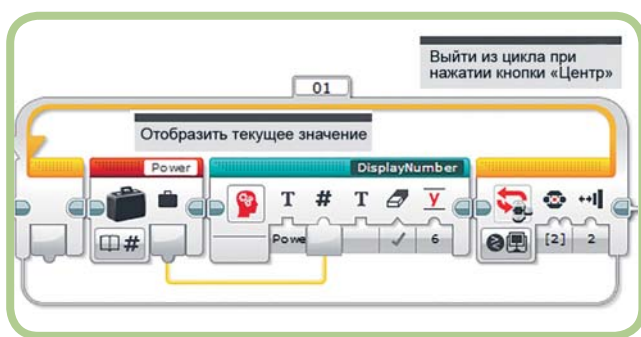 Выйти из цикла при
нажатии кнопки «Центр»
01
Отобразить текущее значение
Power
DisplayNumber
T # T y
# Powe 6 [2] 2